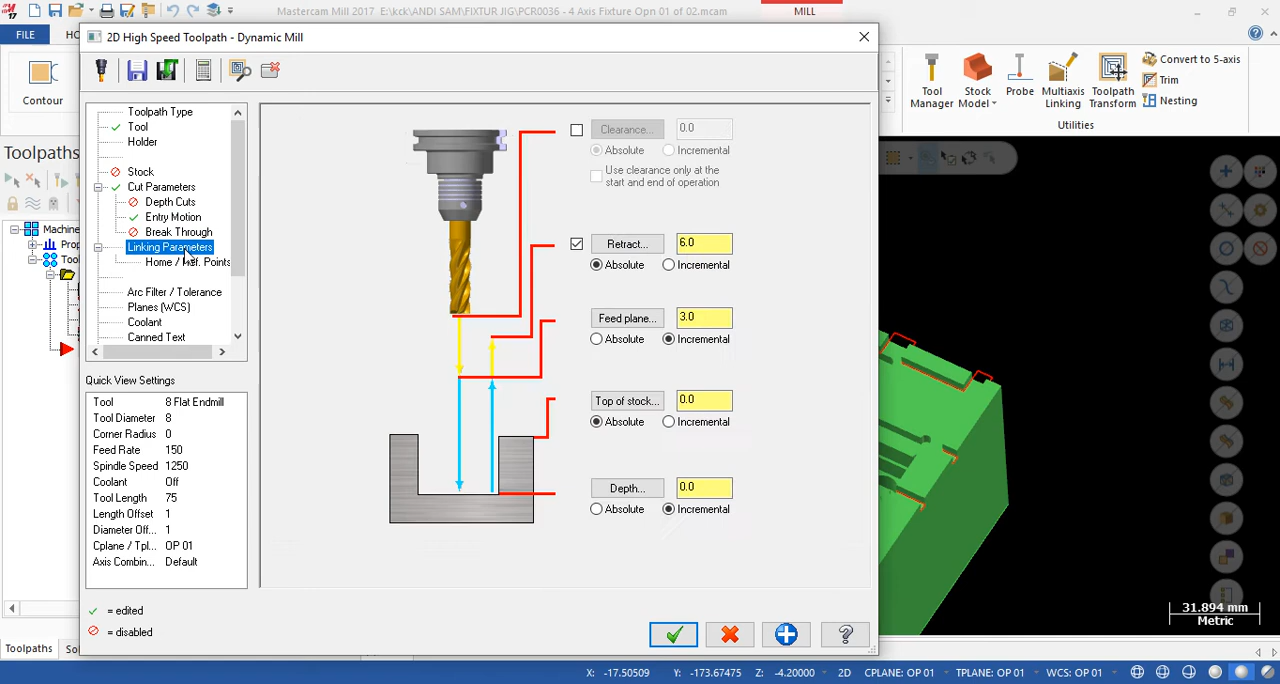 Mastercam Mill 2017 E:\kck\ANDI SAM\FIXTUR JIG\PCR0036 - 4 Axis Fixture Opn 01 of 02.mcam
MILL
17
FILE
HO
2D High Speed Toolpath - Dynamic Mill
Contour
Tool
Manager
Stock
Model
Probe
Multiaxis
Linking
Toolpath
Transform
Convert to 5-axis
Trim
Nesting
Utilities
Toolpaths
Machine
Prop
Tool
Toolpath Type
Tool
Holder
Stock
Cut Parameters
Depth Cuts
Entry Motion
Break Through
Linking Parameters
Home / Ref. Points
Arc Filter / Tolerance
Planes (WCS)
Coolant
Canned Text
Quick View Settings
Tool 8 Flat Endmill
Tool Diameter 8
Corner Radius 0
Feed Rate 150
Spindle Speed 1250
Coolant Off
Tool Length 75
Length Offset 1
Diameter Off... 1
Cplane / Tpl... OP 01
Axis Combin... Default
= edited
= disabled
Clearance... 0.0
Absolute Incremental
Use clearance only at the
start and end of operation
Retract... 6.0
Absolute Incremental
Feed plane... 3.0
Absolute Incremental
Top of stock... 0.0
Absolute Incremental
Depth... 0.0
Absolute Incremental
31.894 mm
Metric
Toolpaths
So
X: -17.50509 Y: -173.67475 Z: -4.20000 2D CPLANE: OP 01 TPLANE: OP 01 WCS: OP 01